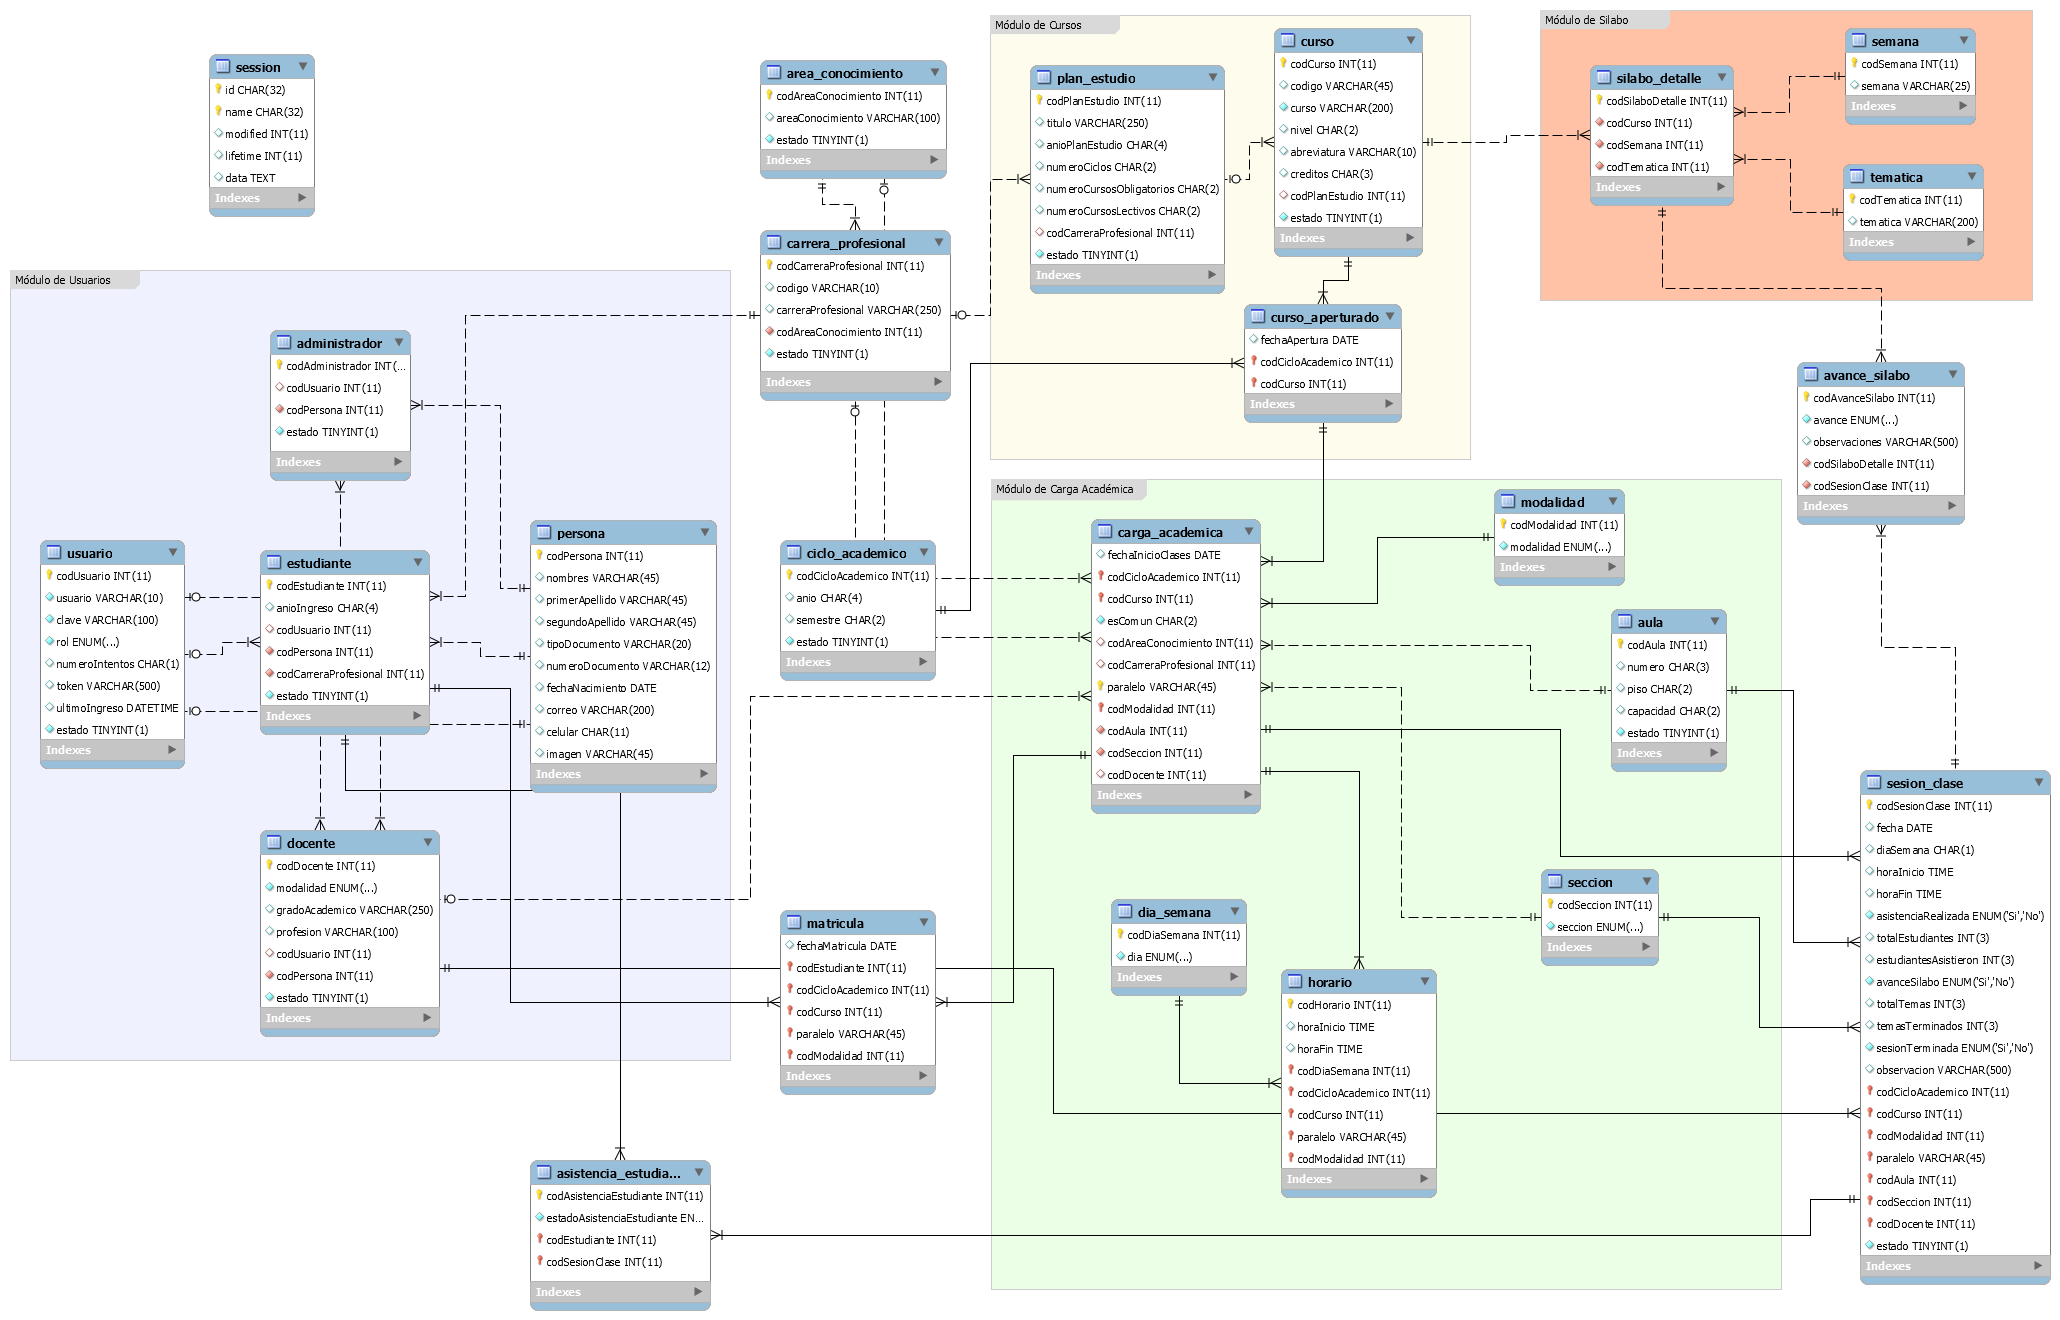 session
id CHAR(32)
name CHAR(32)
modified INT(11)
lifetime INT(11)
data TEXT
Indexes
area_conocimiento
codAreaConocimiento INT(11)
areaConocimiento VARCHAR(100)
estado TINYINT(1)
Indexes
carrera_profesional
codCarreraProfesional INT(11)
codigo VARCHAR(10)
carreraProfesional VARCHAR(250)
codAreaConocimiento INT(11)
estado TINYINT(1)
Indexes
Módulo de Cursos
plan_estudio
codPlanEstudio INT(11)
titulo VARCHAR(250)
anioPlanEstudio CHAR(4)
numeroCiclos CHAR(2)
numeroCursosObligatorios CHAR(2)
numeroCursosLectivos CHAR(2)
codCarreraProfesional INT(11)
estado TINYINT(1)
Indexes
curso
codCurso INT(11)
codigo VARCHAR(45)
curso VARCHAR(200)
nivel CHAR(2)
abreviatura VARCHAR(10)
creditos CHAR(3)
codPlanEstudio INT(11)
estado TINYINT(1)
Indexes
curso_aperturado
fechaApertura DATE
codCicloAcademico INT(11)
codCurso INT(11)
Indexes
Módulo de Silabo
silabo_detalle
codSilaboDetalle INT(11)
codCurso INT(11)
codSemana INT(11)
codTematica INT(11)
Indexes
semana
codSemana INT(11)
semana VARCHAR(25)
Indexes
tematica
codTematica INT(11)
tematica VARCHAR(200)
Indexes
avance_silabo
codAvanceSilabo INT(11)
avance ENUM(...)
observaciones VARCHAR(500)
codSilaboDetalle INT(11)
codSesionClase INT(11)
Indexes
Módulo de Usuarios
administrador
codAdministrador INT(...
codUsuario INT(11)
codPersona INT(11)
estado TINYINT(1)
Indexes
usuario
codUsuario INT(11)
usuario VARCHAR(10)
clave VARCHAR(100)
rol ENUM(...)
numeroIntentos CHAR(1)
token VARCHAR(500)
ultimoIngreso DATETIME
estado TINYINT(1)
Indexes
estudiante
codEstudiante INT(11)
anioIngreso CHAR(4)
codUsuario INT(11)
codPersona INT(11)
codCarreraProfesional INT(11)
estado TINYINT(1)
Indexes
persona
codPersona INT(11)
nombres VARCHAR(45)
primerApellido VARCHAR(45)
segundoApellido VARCHAR(45)
tipoDocumento VARCHAR(20)
numeroDocumento VARCHAR(12)
fechaNacimiento DATE
correo VARCHAR(200)
celular CHAR(11)
imagen VARCHAR(45)
Indexes
docente
codDocente INT(11)
modalidad ENUM(...)
gradoAcademico VARCHAR(250)
profesion VARCHAR(100)
codUsuario INT(11)
codPersona INT(11)
estado TINYINT(1)
Indexes
ciclo_academico
codCicloAcademico INT(11)
anio CHAR(4)
semestre CHAR(2)
estado TINYINT(1)
Indexes
matricula
fechaMatricula DATE
codEstudiante INT(11)
codCicloAcademico INT(11)
codCurso INT(11)
paralelo VARCHAR(45)
codModalidad INT(11)
Indexes
asistencia_estudia...
codAsistenciaEstudiante INT(11)
estadoAsistenciaEstudiante EN...
codEstudiante INT(11)
codSesionClase INT(11)
Indexes
Módulo de Carga Académica
carga_academica
fechaInicioClases DATE
codCicloAcademico INT(11)
codCurso INT(11)
esComun CHAR(2)
codAreaConocimiento INT(11)
codCarreraProfesional INT(11)
paralelo VARCHAR(45)
codModalidad INT(11)
codAula INT(11)
codSeccion INT(11)
codDocente INT(11)
Indexes
modalidad
codModalidad INT(11)
modalidad ENUM(...)
Indexes
aula
codAula INT(11)
numero CHAR(3)
piso CHAR(2)
capacidad CHAR(2)
estado TINYINT(1)
Indexes
seccion
codSeccion INT(11)
seccion ENUM(...)
Indexes
dia_semana
codDiaSemana INT(11)
dia ENUM(...)
Indexes
horario
codHorario INT(11)
horaInicio TIME
horaFin TIME
codDiaSemana INT(11)
codCicloAcademico INT(11)
codCurso INT(11)
paralelo VARCHAR(45)
codModalidad INT(11)
Indexes
sesion_clase
codSesionClase INT(11)
fecha DATE
diaSemana CHAR(1)
horaInicio TIME
horaFin TIME
asistenciaRealizada ENUM('Si','No')
totalEstudiantes INT(3)
estudiantesAsistieron INT(3)
avanceSilabo ENUM('Si','No')
totalTemas INT(3)
temasTerminados INT(3)
sesionTerminada ENUM('Si','No')
observacion VARCHAR(500)
codCicloAcademico INT(11)
codCurso INT(11)
codModalidad INT(11)
paralelo VARCHAR(45)
codAula INT(11)
codSeccion INT(11)
codDocente INT(11)
estado TINYINT(1)
Indexes